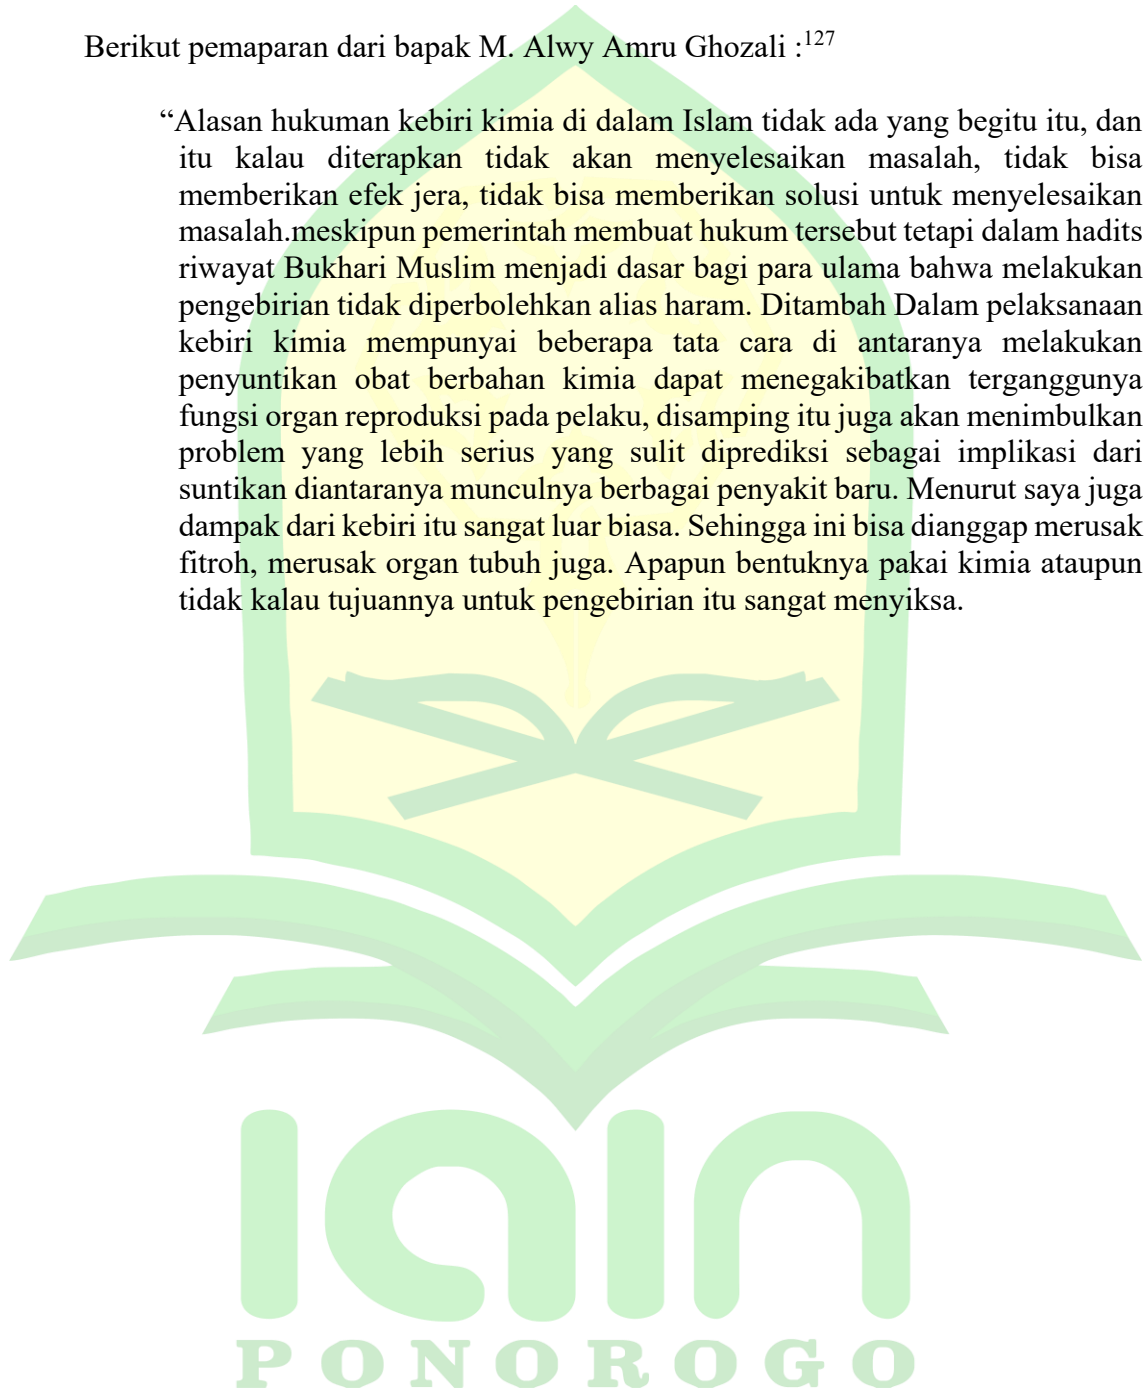 Berikut pemaparan dari bapak M. Alwy Amru Ghozali :127
“Alasan hukuman kebiri kimia di dalam Islam tidak ada yang begitu itu, dan
itu kalau diterapkan tidak akan menyelesaikan masalah, tidak bisa
memberikan efek jera, tidak bisa memberikan solusi untuk menyelesaikan
masalah.meskipun pemerintah membuat hukum tersebut tetapi dalam hadits
riwayat Bukhari Muslim menjadi dasar bagi para ulama bahwa melakukan
pengebirian tidak diperbolehkan alias haram. Ditambah Dalam pelaksanaan
kebiri kimia mempunyai beberapa tata cara di antaranya melakukan
penyuntikan obat berbahan kimia dapat menegakibatkan terganggunya
fungsi organ reproduksi pada pelaku, disamping itu juga akan menimbulkan
problem yang lebih serius yang sulit diprediksi sebagai implikasi dari
suntikan diantaranya munculnya berbagai penyakit baru. Menurut saya juga
dampak dari kebiri itu sangat luar biasa. Sehingga ini bisa dianggap merusak
fitroh, merusak organ tubuh juga. Apapun bentuknya pakai kimia ataupun
tidak kalau tujuannya untuk pengebirian itu sangat menyiksa.
iain
PONOROGO